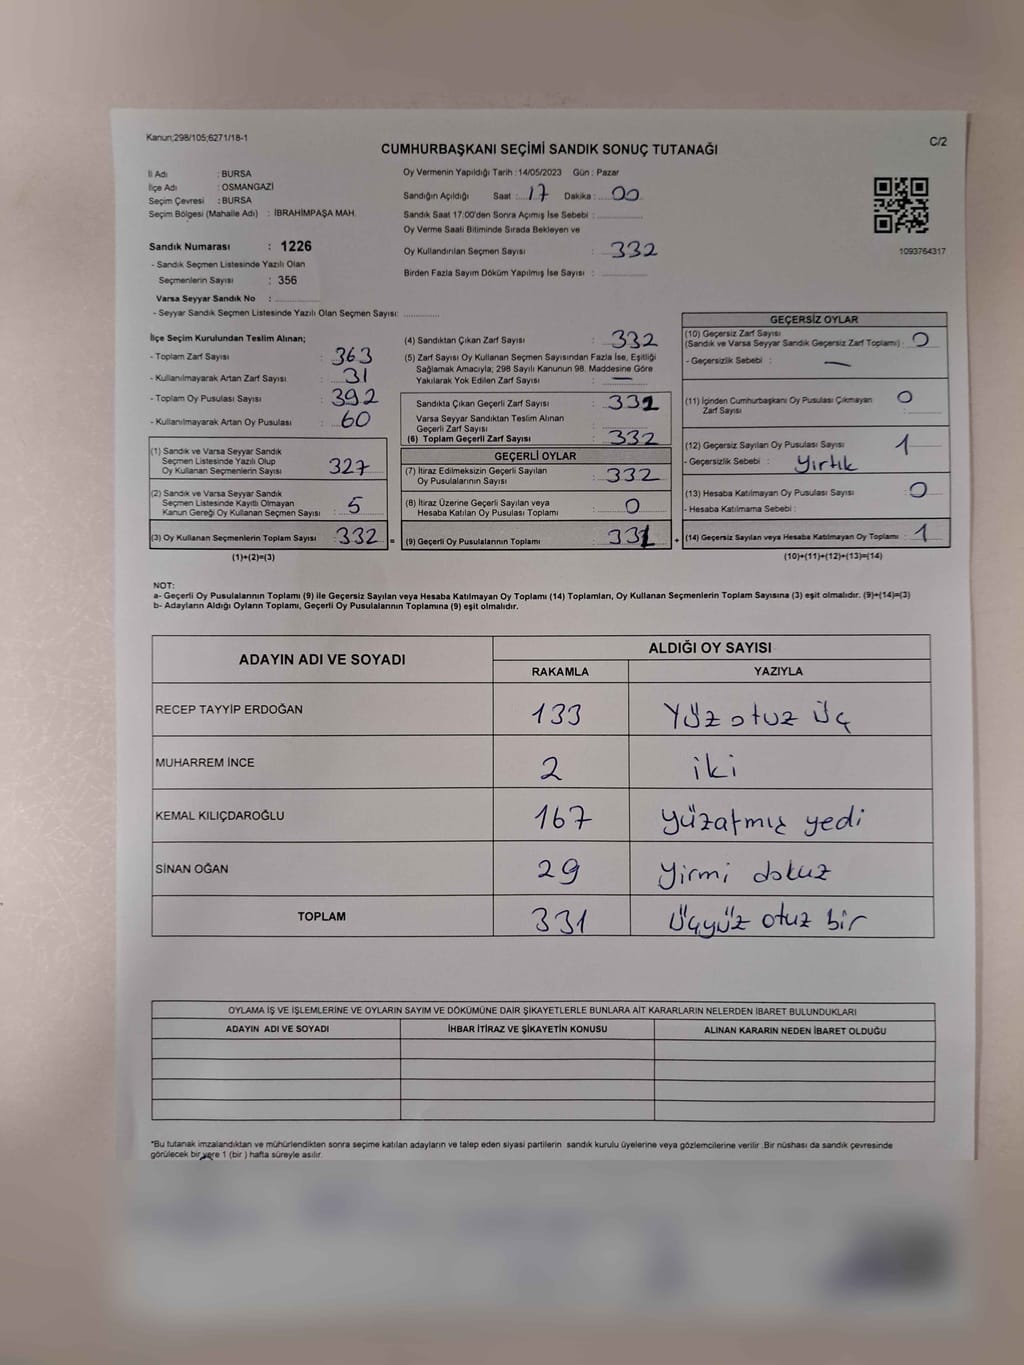 Kanun;298/105;6271/18-1
C/2
CUMHURBAŞKANI SEÇİMİ SANDIK SONUÇ TUTANAĞI
İl Adı : BURSA
İlçe Adı : OSMANGAZİ
Seçim Çevresi : BURSA
Seçim Bölgesi (Mahalle Adı) : İBRAHİMPAŞA MAH.
Sandık Numarası : 1226
- Sandık Seçmen Listesinde Yazılı Olan
Seçmenlerin Sayısı : 356
Varsa Seyyar Sandık No :
- Seyyar Sandık Seçmen Listesinde Yazılı Olan Seçmen Sayısı:
Oy Vermenin Yapıldığı Tarih : 14/05/2023 Gün : Pazar
Sandığın Açıldığı Saat : 17 Dakika : 00
Sandık Saat 17:00'den Sonra Açımış İse Sebebi :
Oy Verme Saati Bitiminde Sırada Bekleyen ve
Oy Kullandırılan Seçmen Sayısı : 332
Birden Fazla Sayım Döküm Yapılmış İse Sayısı :
1093764317
İlçe Seçim Kurulundan Teslim Alınan;
- Toplam Zarf Sayısı : 363
- Kullanılmayarak Artan Zarf Sayısı : 31
- Toplam Oy Pusulası Sayısı : 392
- Kullanılmayarak Artan Oy Pusulası : 60
(1) Sandık ve Varsa Seyyar Sandık
Seçmen Listesinde Yazılı Olup
Oy Kullanan Seçmenlerin Sayısı 327
(2) Sandık ve Varsa Seyyar Sandık
Seçmen Listesinde Kayıtlı Olmayan
Kanun Gereği Oy Kullanan Seçmen Sayısı : 5
(3) Oy Kullanan Seçmenlerin Toplam Sayısı : 332 =
(1)+(2)=(3)
(4) Sandıktan Çıkan Zarf Sayısı : 332
(5) Zarf Sayısı Oy Kullanan Seçmen Sayısından Fazla İse, Eşitliği
Sağlamak Amacıyla; 298 Sayılı Kanunun 98. Maddesine Göre
Yakılarak Yok Edilen Zarf Sayısı : —
Sandıkta Çıkan Geçerli Zarf Sayısı :
Varsa Seyyar Sandıktan Teslim Alınan
Geçerli Zarf Sayısı :
(6) Toplam Geçerli Zarf Sayısı : 332
GEÇERLİ OYLAR
(7) İtiraz Edilmeksizin Geçerli Sayılan
Oy Pusulalarının Sayısı : 332
(8) İtiraz Üzerine Geçerli Sayılan veya
Hesaba Katılan Oy Pusulası Toplamı : 0
(9) Geçerli Oy Pusulalarının Toplamı : 331 +
GEÇERSİZ OYLAR
(10) Geçersiz Zarf Sayısı
(Sandık ve Varsa Seyyar Sandık Geçersiz Zarf Toplamı) : 0
- Geçersizlik Sebebi : —
(11) İçinden Cumhurbaşkanı Oy Pusulası Çıkmayan 0
Zarf Sayısı :
(12) Geçersiz Sayılan Oy Pusulası Sayısı : 1
- Geçersizlik Sebebi : Yırtık
(13) Hesaba Katılmayan Oy Pusulası Sayısı : 0
- Hesaba Katılmama Sebebi :
(14) Geçersiz Sayılan veya Hesaba Katılmayan Oy Toplamı : 1
(10)+(11)+(12)+(13)=(14)
NOT:
a- Geçerli Oy Pusulalarının Toplamı (9) ile Geçersiz Sayılan veya Hesaba Katılmayan Oy Toplamı (14) Toplamları, Oy Kullanan Seçmenlerin Toplam Sayısına (3) eşit olmalıdır. (9)+(14)=(3)
b- Adayların Aldığı Oyların Toplamı, Geçerli Oy Pusulalarının Toplamına (9) eşit olmalıdır.
ADAYIN ADI VE SOYADI
ALDIĞI OY SAYISI
RAKAMLA YAZIYLA
RECEP TAYYİP ERDOĞAN 133 Yüz otuz üç
MUHARREM İNCE 2 iki
KEMAL KILIÇDAROĞLU 167 yüzatmış yedi
SİNAN OĞAN 29 yirmi dokuz
TOPLAM 331 üçyüz otuz bir
OYLAMA İŞ VE İŞLEMLERİNE VE OYLARIN SAYIM VE DÖKÜMÜNE DAİR ŞİKAYETLERLE BUNLARA AİT KARARLARIN NELERDEN İBARET BULUNDUKLARI
ADAYIN ADI VE SOYADI İHBAR İTİRAZ VE ŞİKAYETİN KONUSU ALINAN KARARIN NEDEN İBARET OLDUĞU
*Bu tutanak imzalandıktan ve mühürlendikten sonra seçime katılan adayların ve talep eden siyasi partilerin sandık kurulu üyelerine veya gözlemcilerine verilir .Bir nüshası da sandık çevresinde
görülecek bir yere 1 (bir ) hafta süreyle asılır.